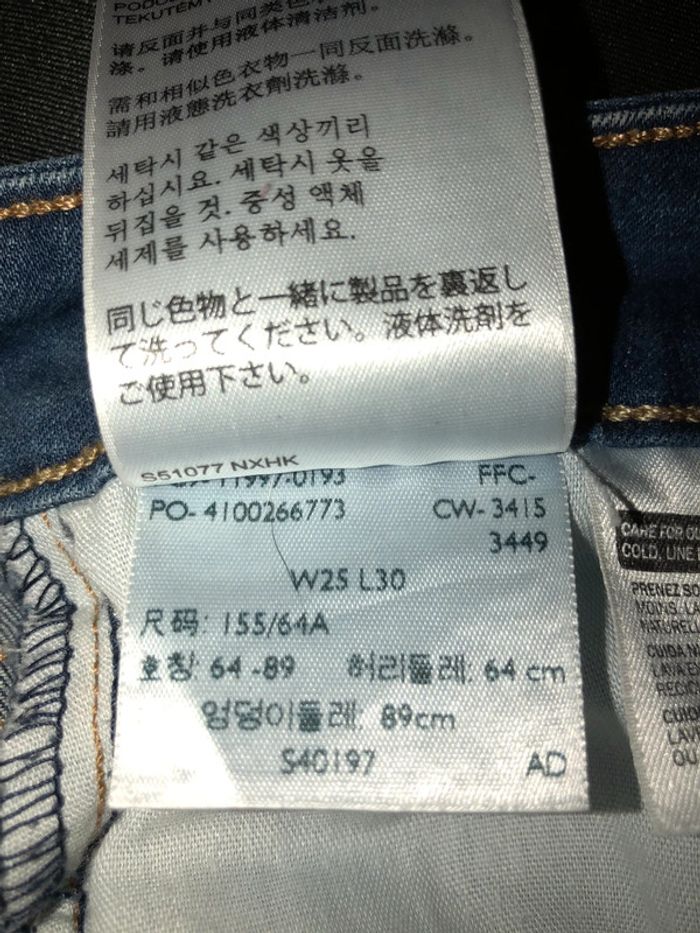 TEKUTÉM
请反面并与同类色
涤。请使用液体清洁剂。
需和相似色衣物一同反面洗滌。
請用液態洗衣劑洗滌。
세탁시 같은 색상끼리
하십시요. 세탁시 옷을
뒤집을 것. 중성 액체
세제를 사용하세요.
同じ色物と一緒に製品を裏返し
て洗ってください。液体洗剤を
ご使用下さい。
S51077 NXHK
11997-0193 FFC-
PO- 4100266773 CW- 3415
3449
W25 L30
尺码: 155/64A
호칭 64 -89 허리둘레: 64 cm
엉덩이둘레: 89cm
S40197 AD
CARE FOR
COLD, LINE
PRENEZ
MOINS,
NATUREL
CUIDA
LAVA